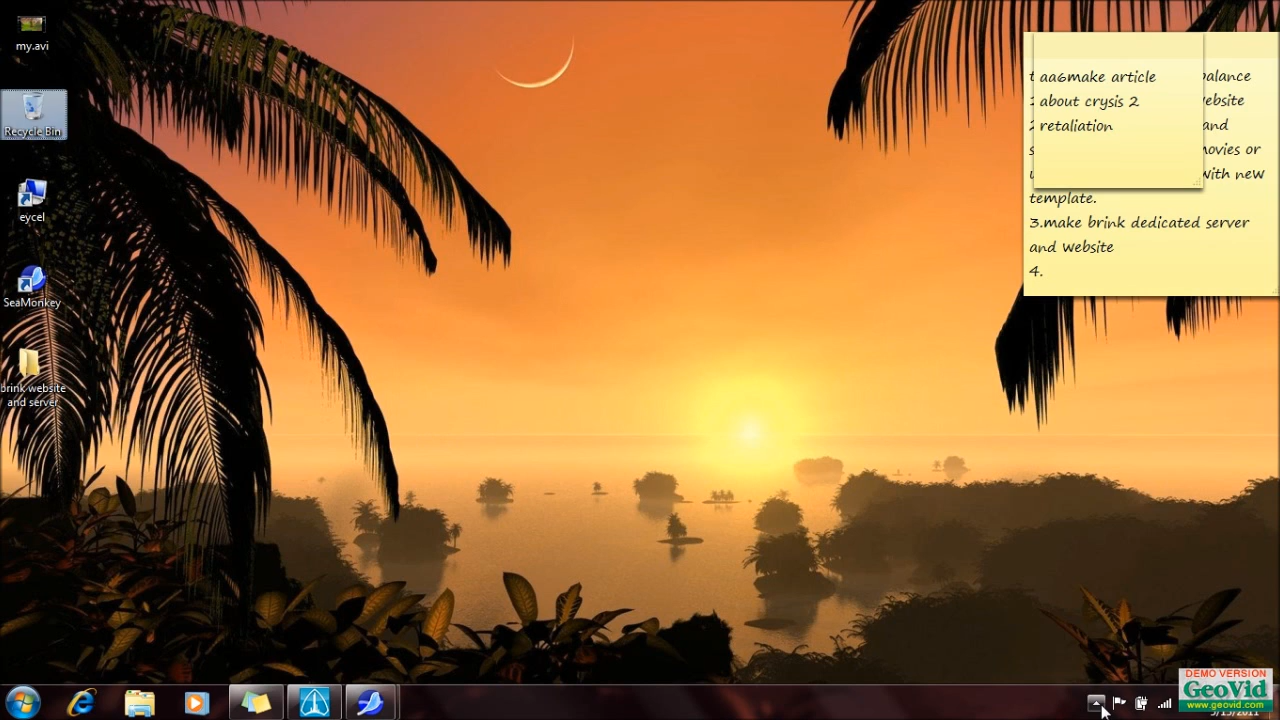 my.avi
Recycle Bin
eycel
SeaMonkey
brink website
and server
aa6make article
about crysis 2
retaliation
balance
website
and
movies or
with new
template.
3.make brink dedicated server
and website
4.
DEMO VERSION
GeoVid
www.geovid.com